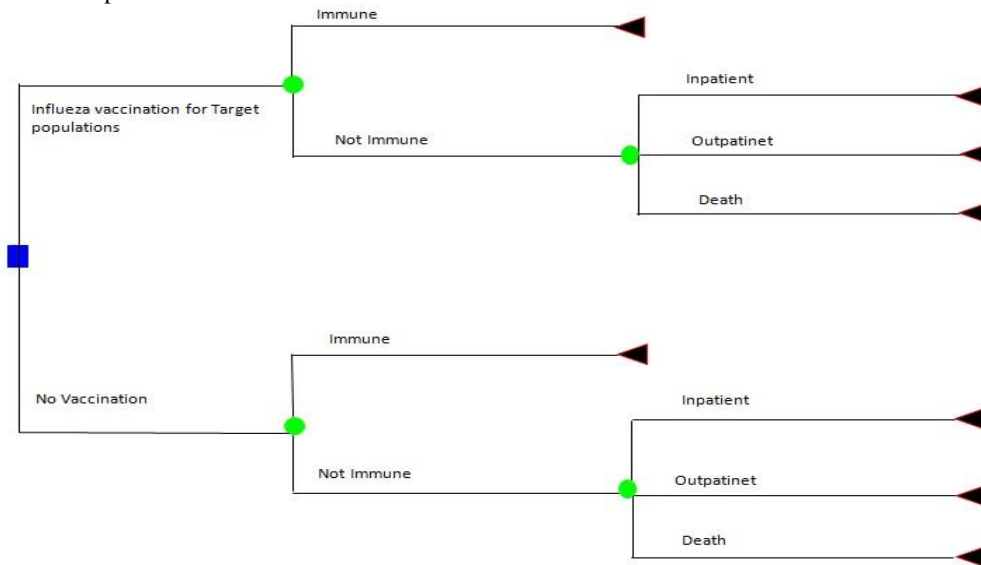 Immune
Inpatient
Influeza vaccination for Target
populations
Not Immune
Outpatinet
Death
Immune
No Vaccination
Inpatient
Not Immune
Outpatinet
Death